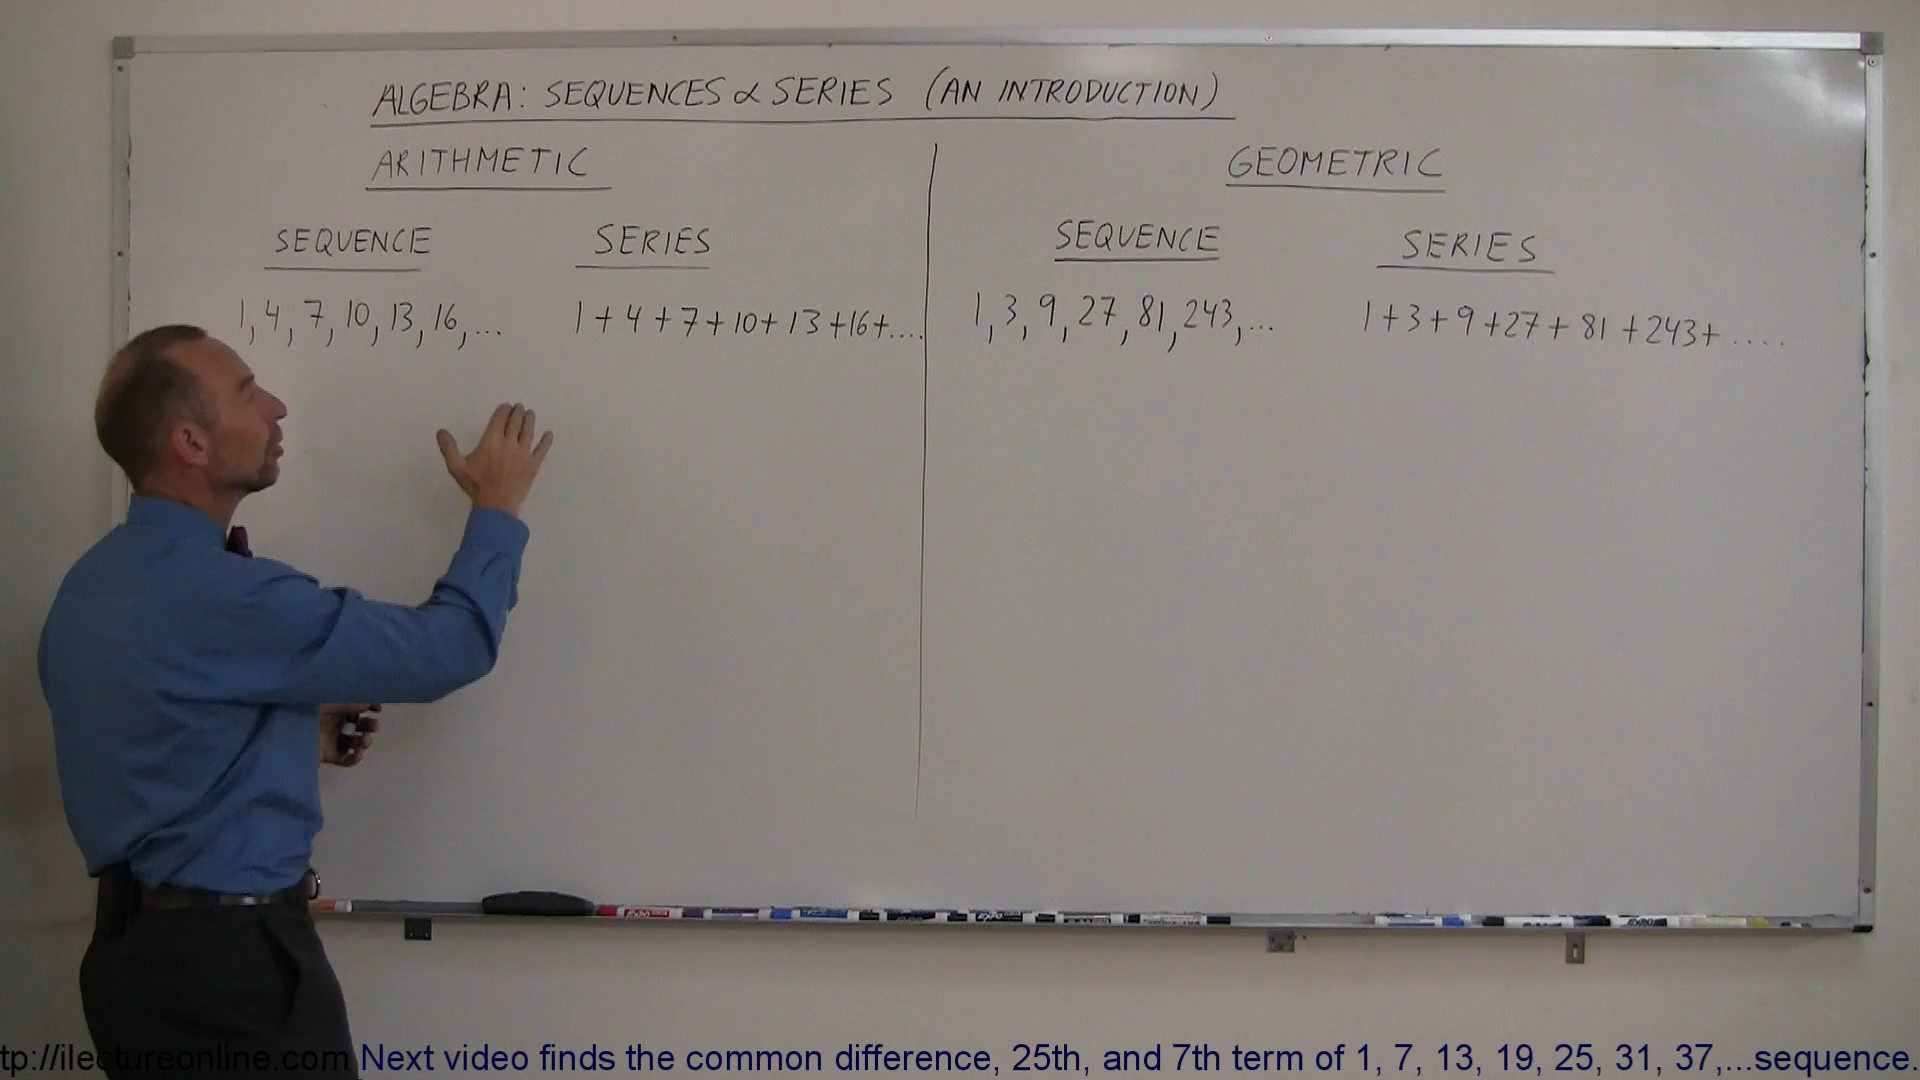 ALGEBRA: SEQUENCES & SERIES (AN INTRODUCTION)
ARITHMETIC
SEQUENCE SERIES
1, 4, 7, 10, 13, 16, ... 1 + 4 + 7 + 10 + 13 + 16 + ....
GEOMETRIC
SEQUENCE SERIES
1, 3, 9, 27, 81, 243, ... 1 + 3 + 9 + 27 + 81 + 243 + ....
tp://ilectureonline.com Next video finds the common difference, 25th, and 7th term of 1, 7, 13, 19, 25, 31, 37,...sequence.